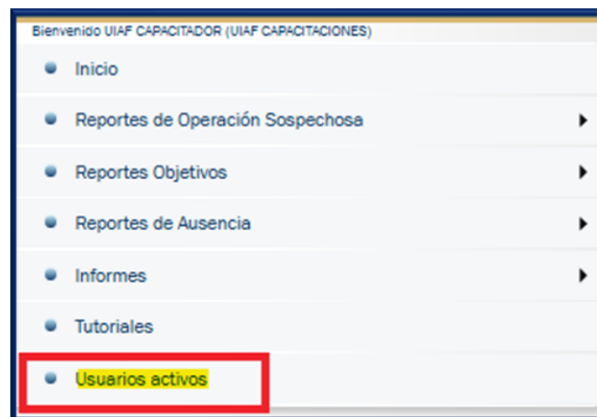 Bienvenido UIAF CAPACITADOR (UIAF CAPACITACIONES)
Inicio
Reportes de Operación Sospechosa
Reportes Objetivos
Reportes de Ausencia
Informes
Tutoriales
Usuarios activos